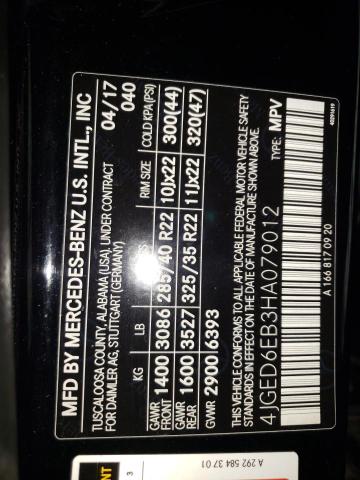 MFD BY MERCEDES-BENZ U.S. INTL., INC
TUSCALOOSA COUNTY, ALABAMA (USA), UNDER CONTRACT 04/17
FOR DAIMLER AG, STUTTGART (GERMANY) 040
KG LB RIM SIZE COLD KPA(PSI)
GAWR FRONT 1400 3086 285/40 R22 10Jx22 300(44)
GAWR REAR 1600 3527 325/35 R22 11Jx22 320(47)
GVWR 2900 6393
THIS VEHICLE CONFORMS TO ALL APPLICABLE FEDERAL MOTOR VEHICLE SAFETY
STANDARDS IN EFFECT ON THE DATE OF MANUFACTURE SHOWN ABOVE.
4JGED6EB3HA079012 TYPE: MPV
A 166 817 09 20
A 292 584 37 01
3